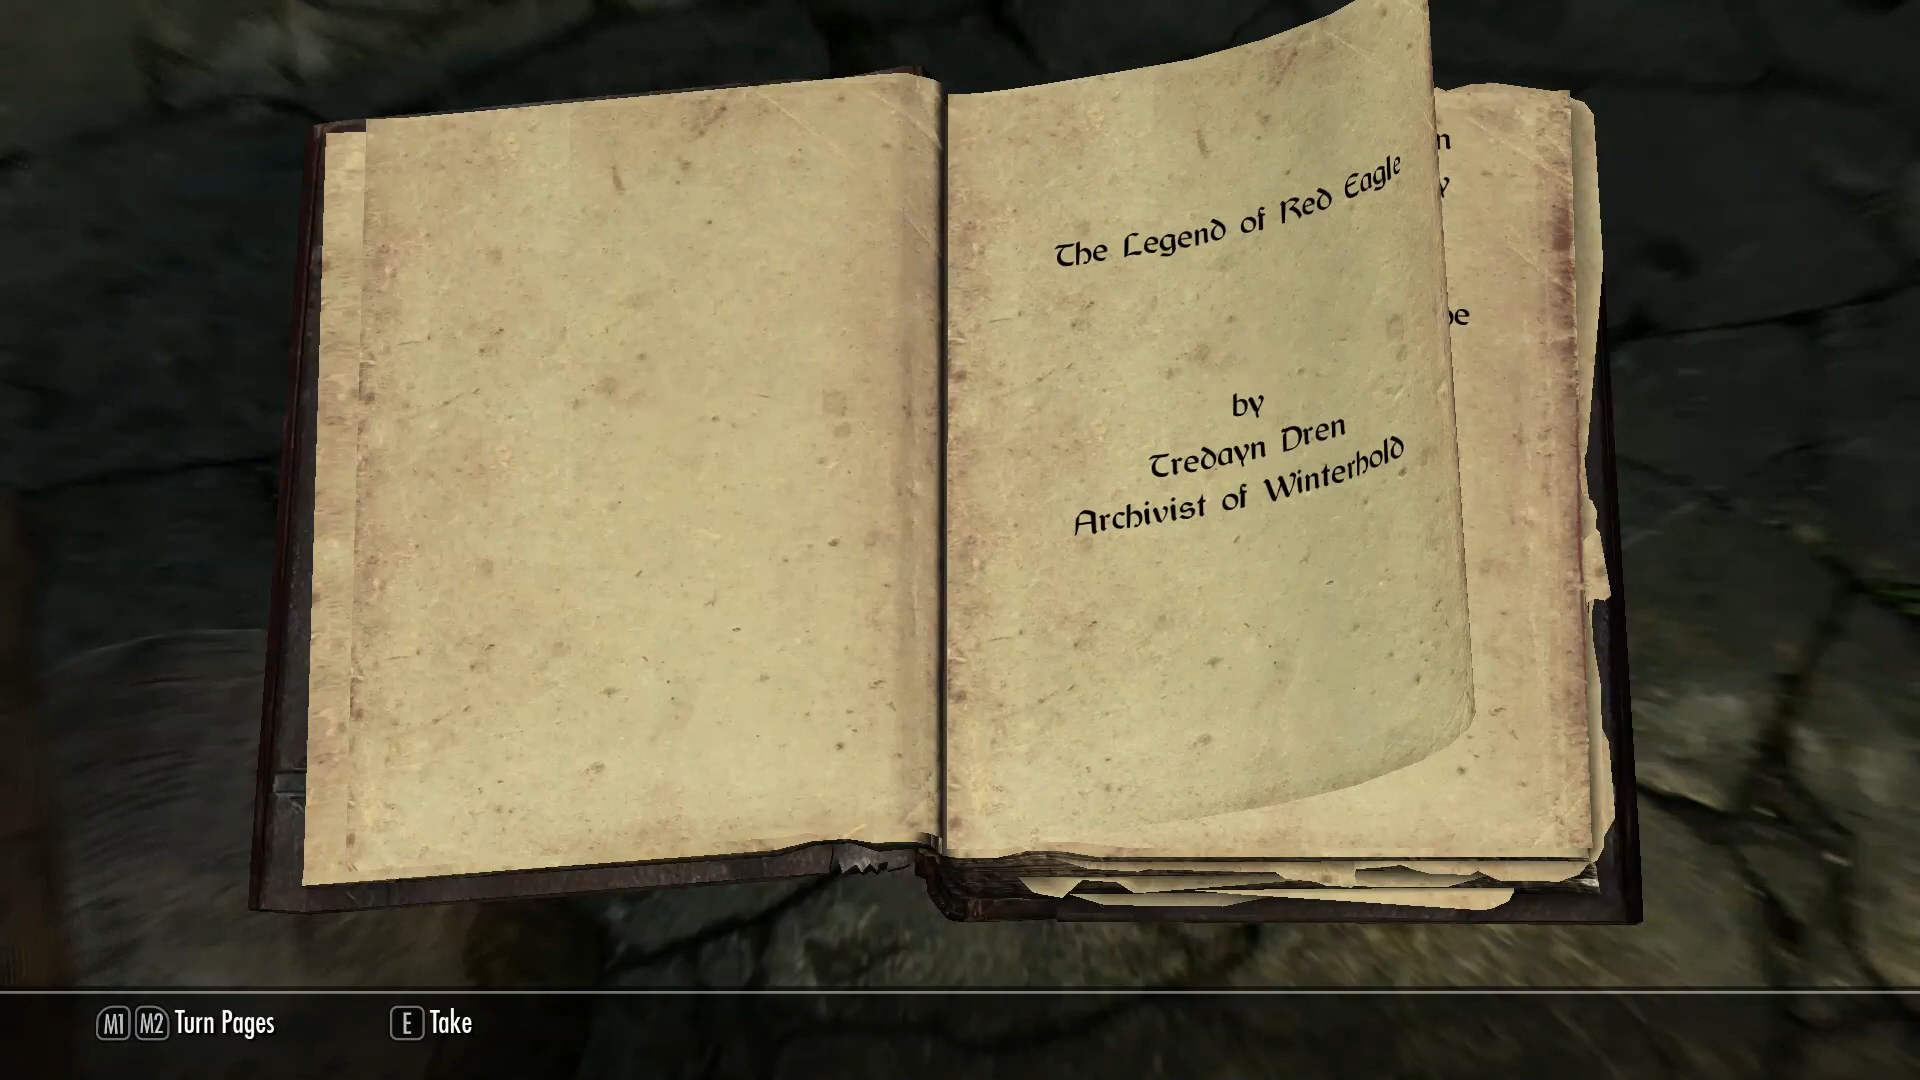 The Legend of Red Eagle
by
Tredayn Dren
Archivist of Winterhold
M1 M2 Turn Pages
E Take